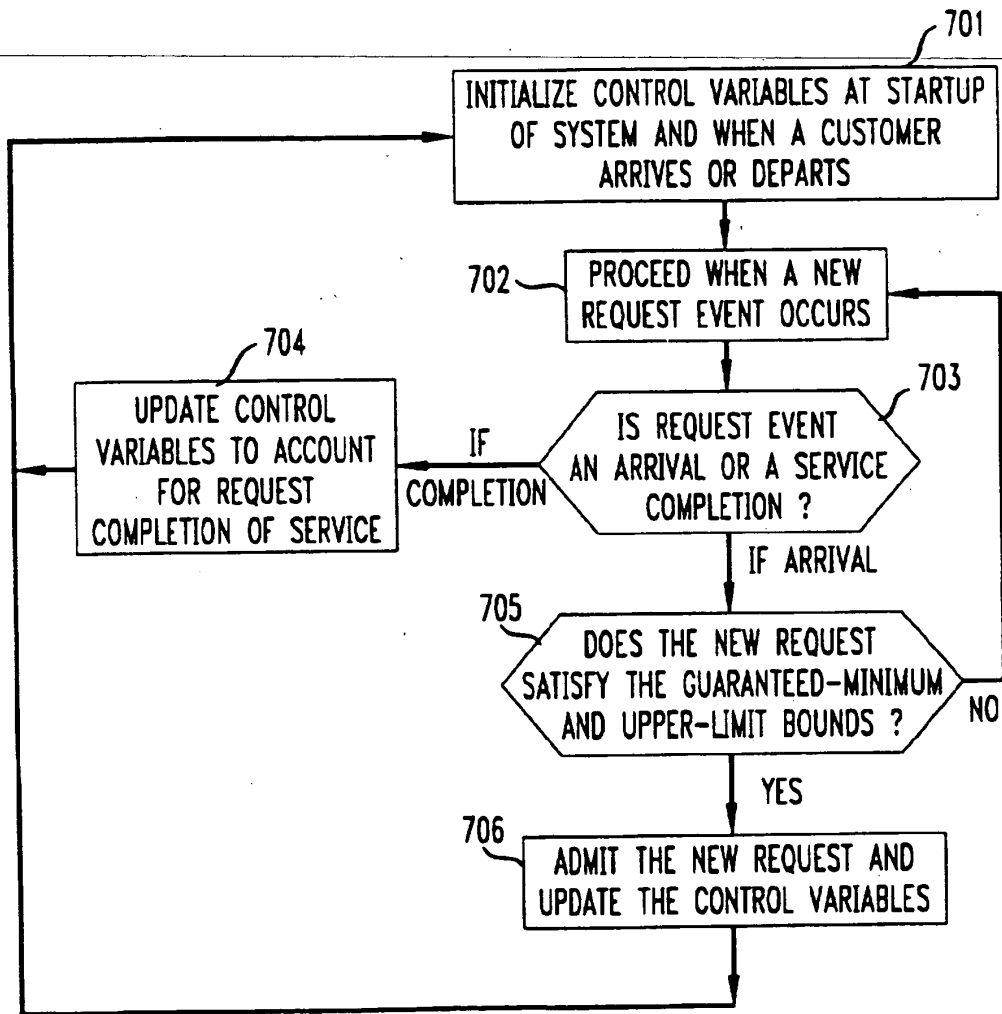 701
INITIALIZE CONTROL VARIABLES AT STARTUP
OF SYSTEM AND WHEN A CUSTOMER
ARRIVES OR DEPARTS
702
PROCEED WHEN A NEW
REQUEST EVENT OCCURS
704
UPDATE CONTROL
VARIABLES TO ACCOUNT
FOR REQUEST
COMPLETION OF SERVICE
IF
COMPLETION
703
IS REQUEST EVENT
AN ARRIVAL OR A SERVICE
COMPLETION ?
IF ARRIVAL
705
DOES THE NEW REQUEST
SATISFY THE GUARANTEED-MINIMUM
AND UPPER-LIMIT BOUNDS ?
NO
YES
706
ADMIT THE NEW REQUEST AND
UPDATE THE CONTROL VARIABLES